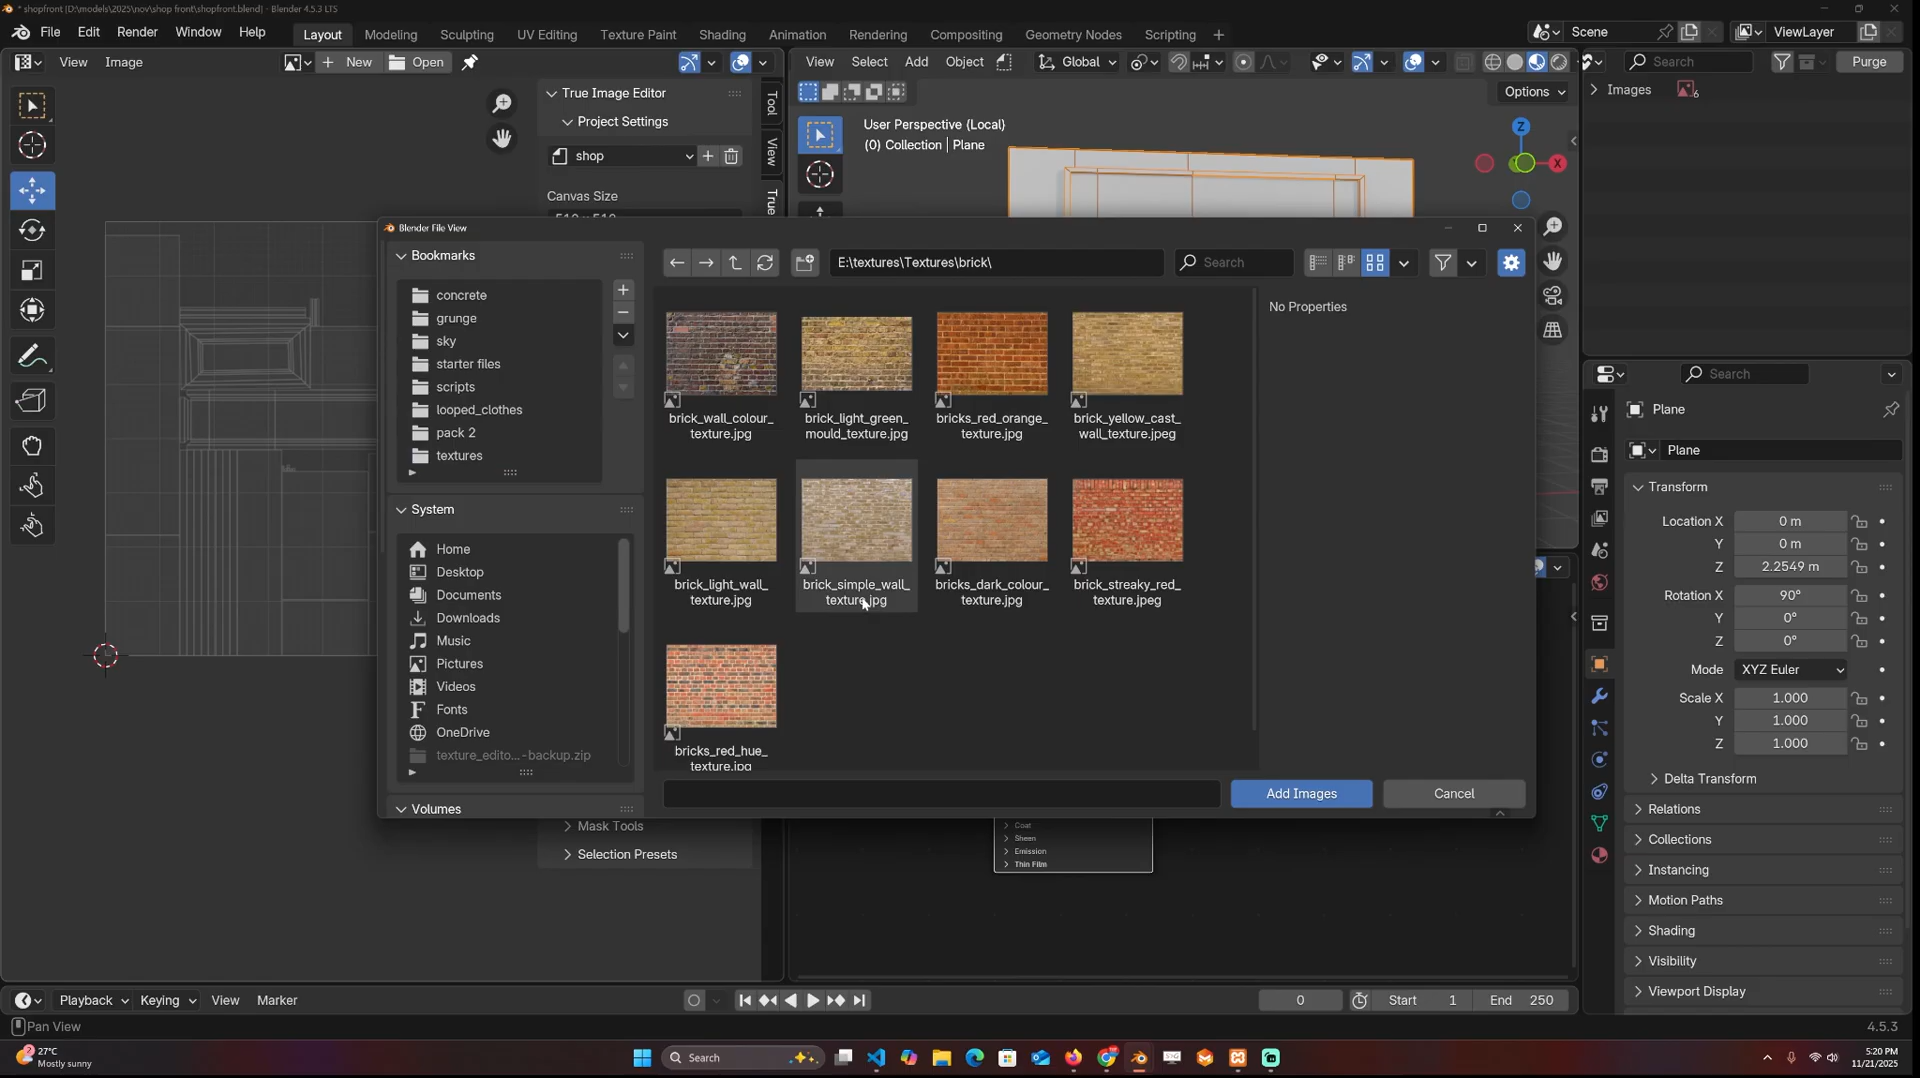 * shopfront [D:\models\2025\nov\shop front\shopfront.blend] - Blender 4.5.3 LTS
File Edit Render Window Help
Layout Modeling Sculpting UV Editing Texture Paint Shading Animation Rendering Compositing Geometry Nodes Scripting +
Scene
ViewLayer
View Image
New
Open
View Select Add Object
Global
Search
Purge
True Image Editor
Project Settings
shop
Canvas Size
Tool
View
True
Options
User Perspective (Local)
(0) Collection | Plane
Z
X
Images
6
Blender File View
Bookmarks
concrete
grunge
sky
starter files
scripts
looped_clothes
pack 2
textures
System
Home
Desktop
Documents
Downloads
Music
Pictures
Videos
Fonts
OneDrive
texture_edito...-backup.zip
Volumes
E:\textures\Textures\brick\
Search
No Properties
brick_wall_colour_
texture.jpg
brick_light_green_
mould_texture.jpg
bricks_red_orange_
texture.jpg
brick_yellow_cast_
wall_texture.jpeg
brick_light_wall_
texture.jpg
brick_simple_wall_
texture.jpg
bricks_dark_colour_
texture.jpg
brick_streaky_red_
texture.jpeg
bricks_red_hue_
texture.jpg
Add Images
Cancel
Mask Tools
Selection Presets
Coat
Sheen
Emission
Thin Film
Search
Plane
Plane
Transform
Location X 0 m
Y 0 m
Z 2.2549 m
Rotation X 90°
Y 0°
Z 0°
Mode XYZ Euler
Scale X 1.000
Y 1.000
Z 1.000
Delta Transform
Relations
Collections
Instancing
Motion Paths
Shading
Visibility
Viewport Display
Playback Keying View Marker
0
Start 1
End 250
Pan View
4.5.3
27°C
Mostly sunny
Search
5:20 PM
11/21/2025